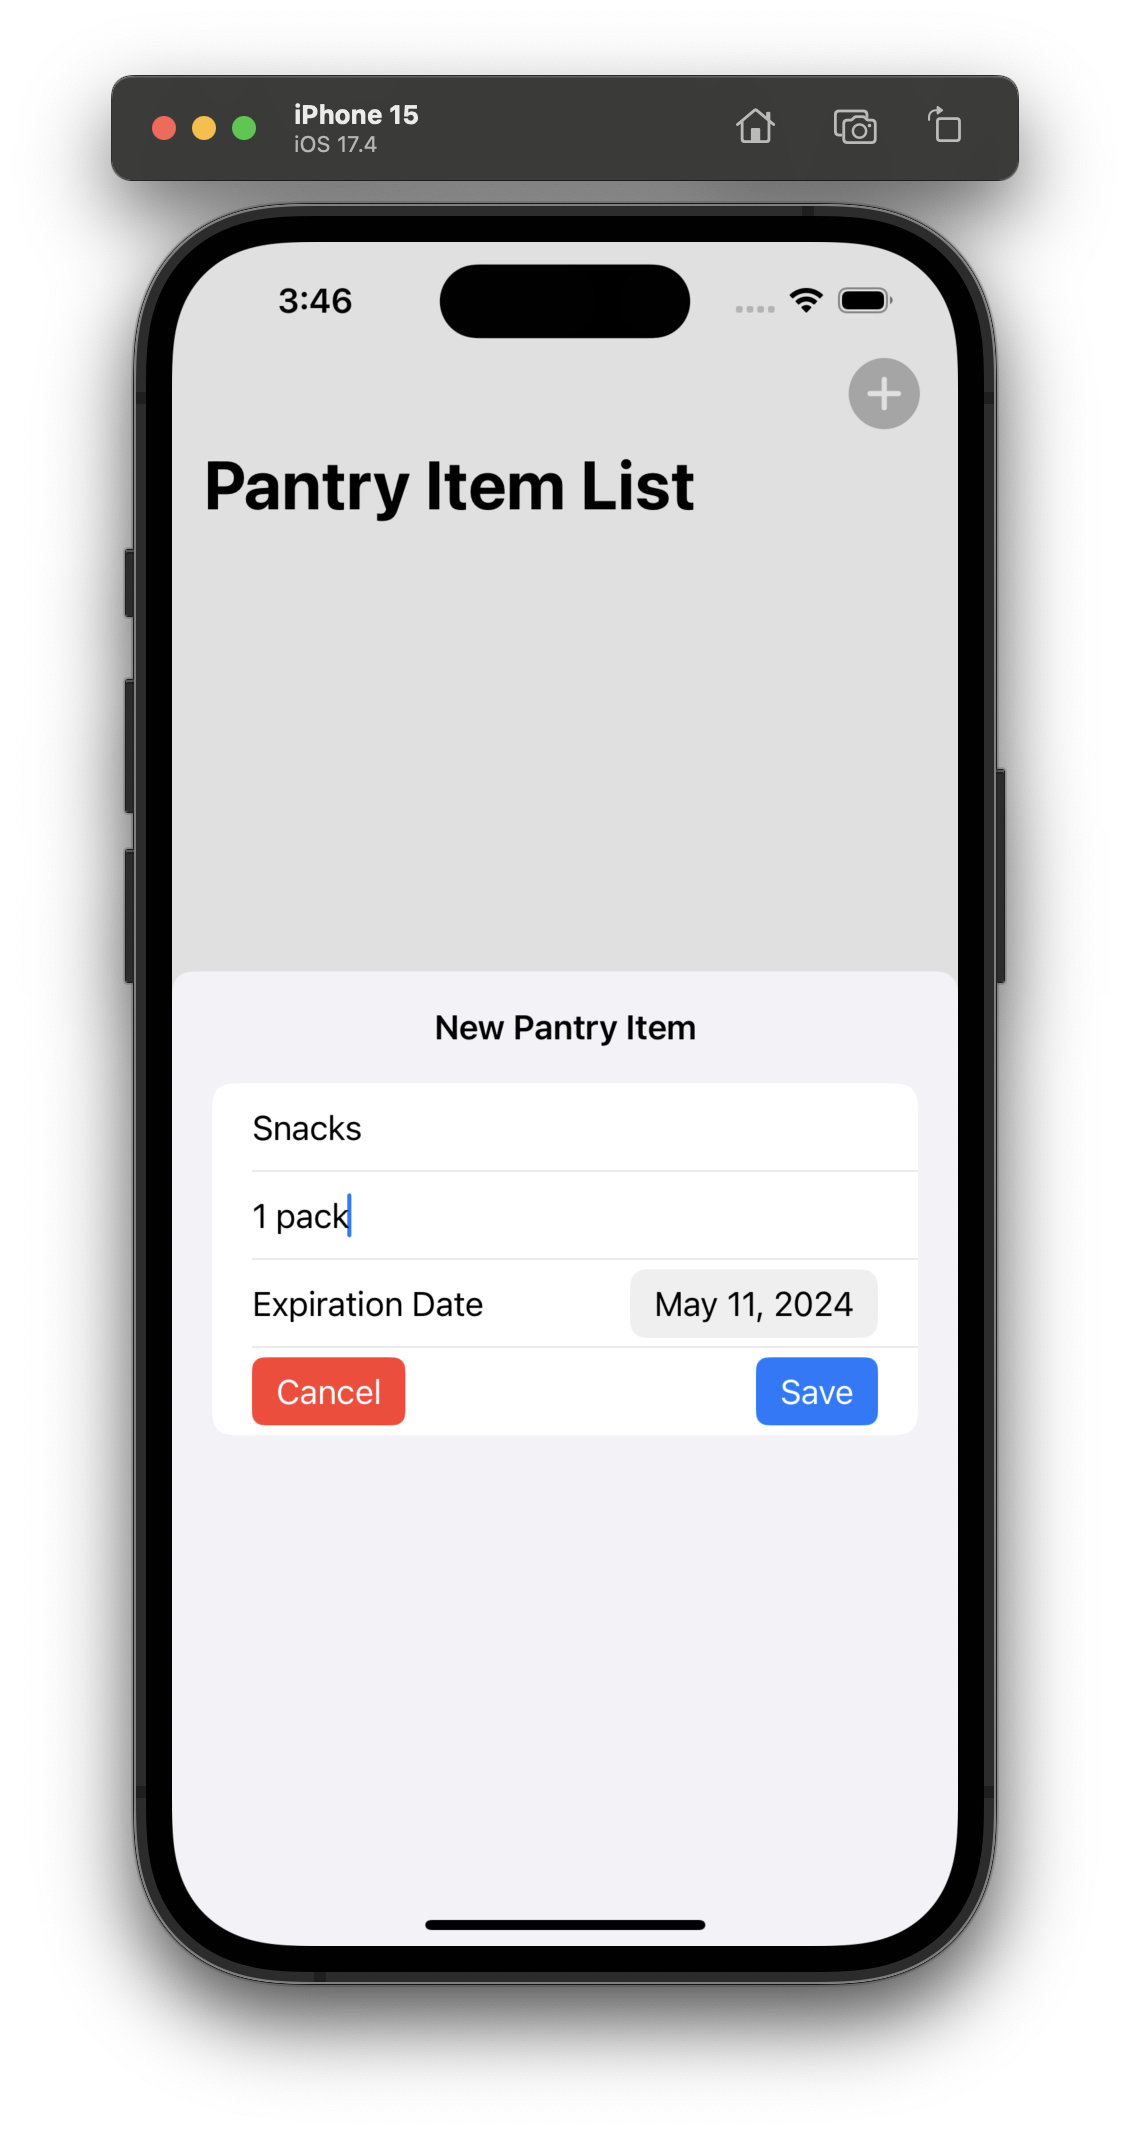 iPhone 15
iOS 17.4
3:46
Pantry Item List
New Pantry Item
Snacks
1 pack
Expiration Date May 11, 2024
Cancel Save